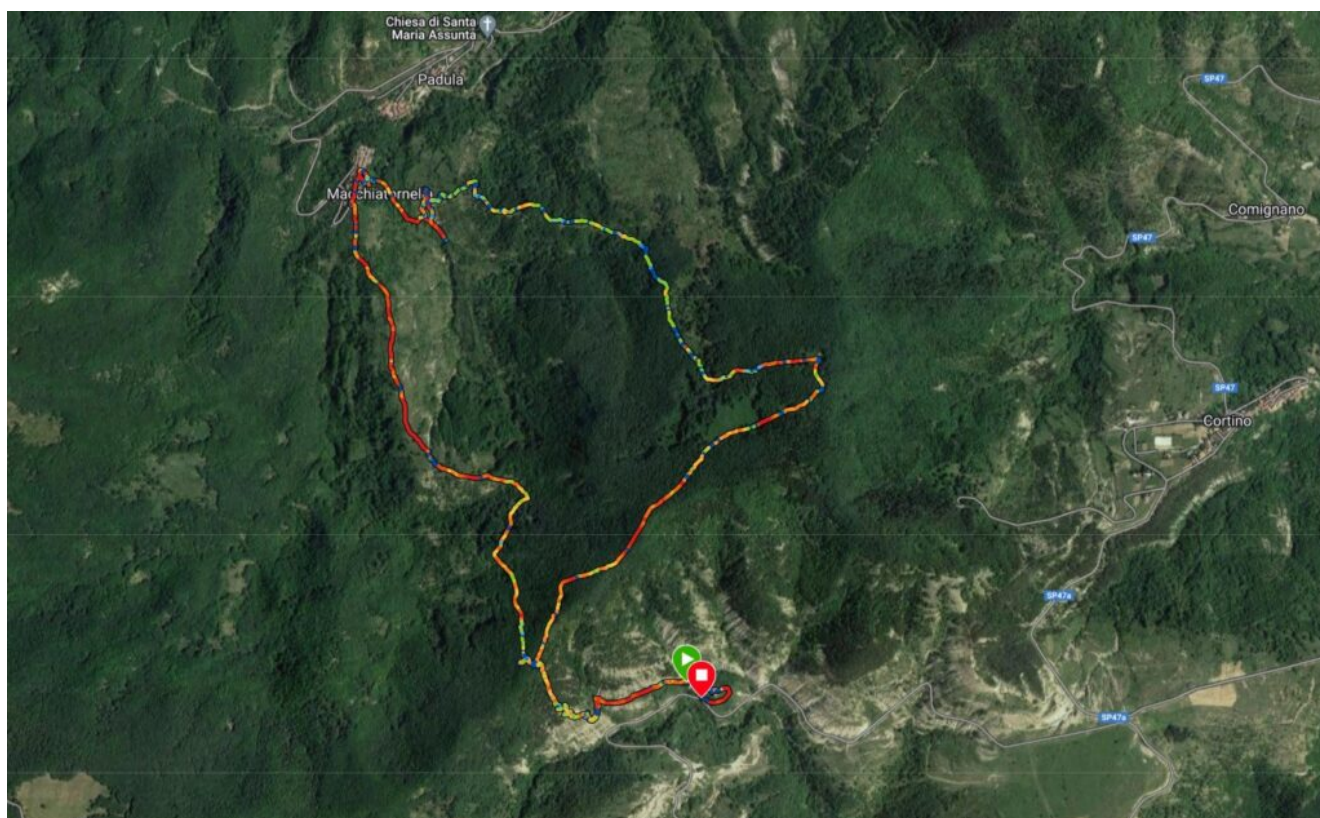 Chiesa di Santa
Maria Assunta
Padula
SP47
Comignano
SP47
SP47
Cortino
SP47a
SP47a